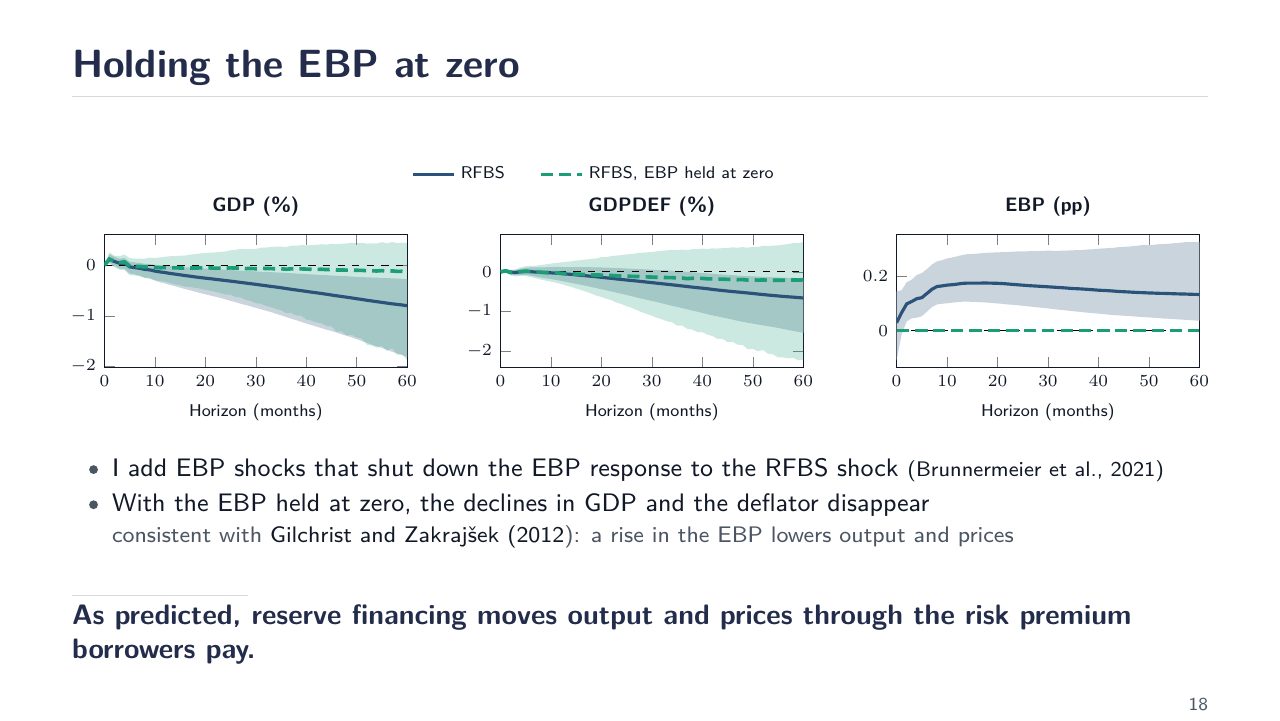 Holding the EBP at zero
RFBS RFBS, EBP held at zero
GDP (%) GDPDEF (%) EBP (pp)
0
−1
−2
0 10 20 30 40 50 60
Horizon (months)
0
−1
−2
0 10 20 30 40 50 60
Horizon (months)
0.2
0
0 10 20 30 40 50 60
Horizon (months)
• I add EBP shocks that shut down the EBP response to the RFBS shock (Brunnermeier et al., 2021)
• With the EBP held at zero, the declines in GDP and the deflator disappear
consistent with Gilchrist and Zakrajšek (2012): a rise in the EBP lowers output and prices
As predicted, reserve financing moves output and prices through the risk premium
borrowers pay.
18